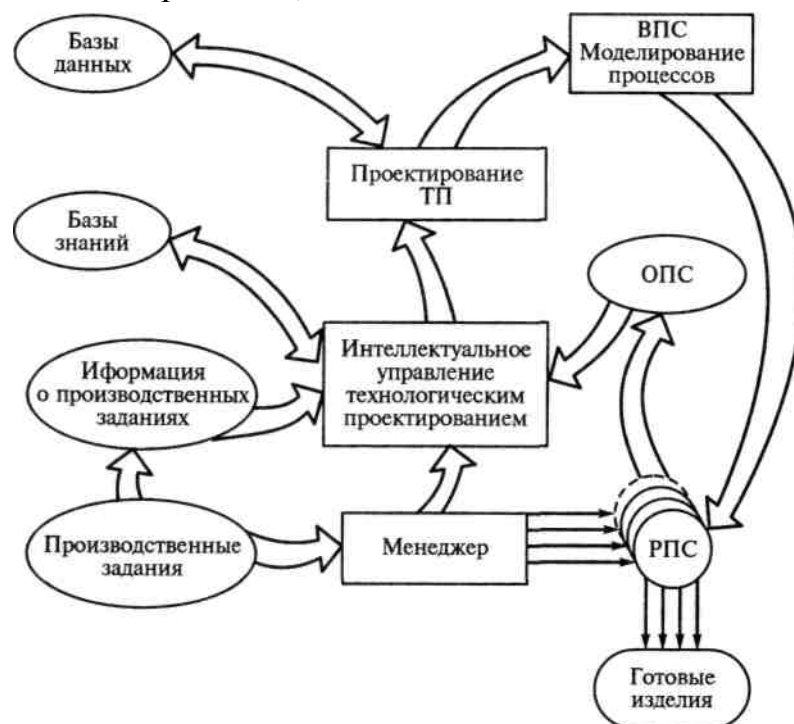 Базы
данных
ВПС
Моделирование
процессов
Проектирование
ТП
Базы
знаний
ОПС
Иформация
о производственных
заданиях
Интеллектуальное
управление
технологическим
проектированием
Производственные
задания
Менеджер
РПС
Готовые
изделия